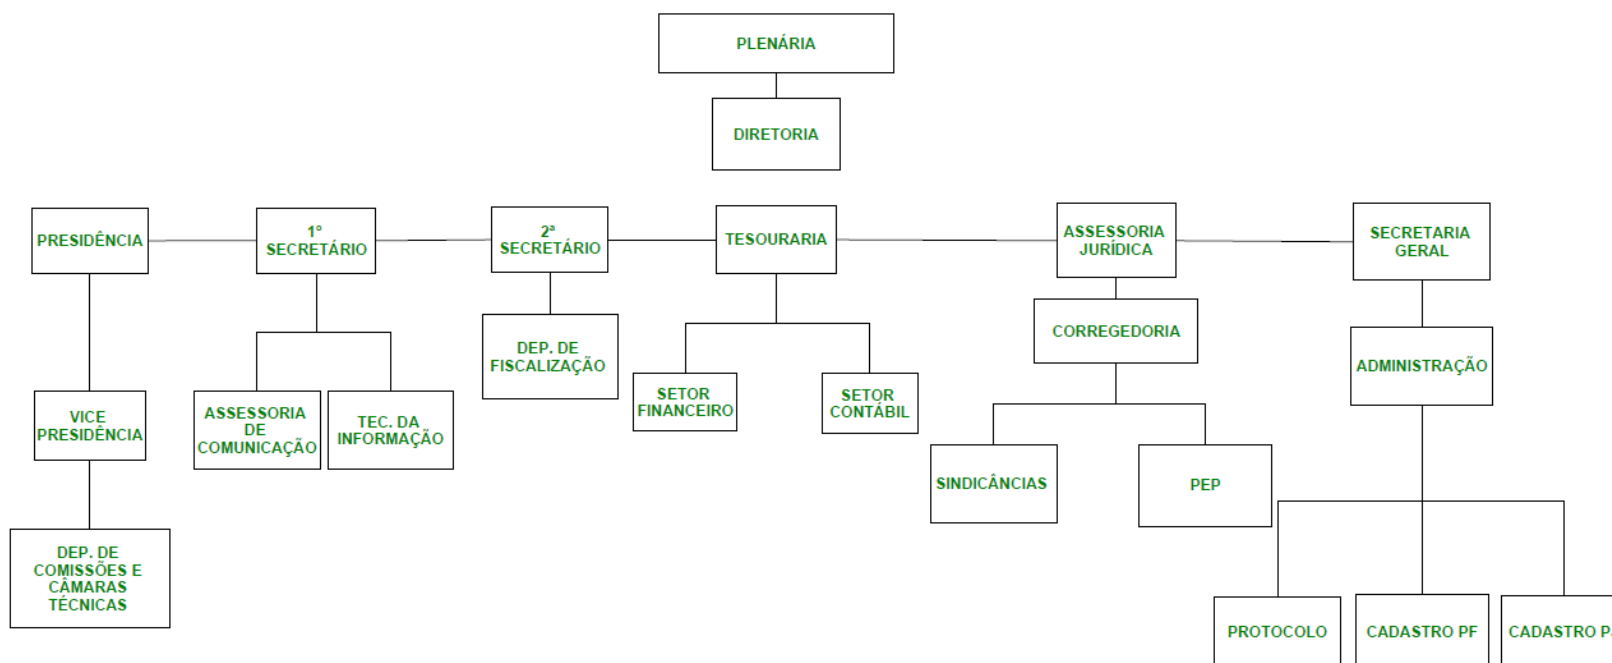 PLENÁRIA
DIRETORIA
PRESIDÊNCIA
1º
SECRETÁRIO
2ª
SECRETÁRIO
TESOURARIA
ASSESSORIA
JURÍDICA
SECRETARIA
GERAL
CORREGEDORIA
DEP. DE
FISCALIZAÇÃO
ADMINISTRAÇÃO
VICE
PRESIDÊNCIA
ASSESSORIA
DE
COMUNICAÇÃO
TEC. DA
INFORMAÇÃO
SETOR
FINANCEIRO
SETOR
CONTÁBIL
SINDICÂNCIAS
PEP
DEP. DE
COMISSÕES E
CÂMARAS
TÉCNICAS
PROTOCOLO
CADASTRO PF
CADASTRO